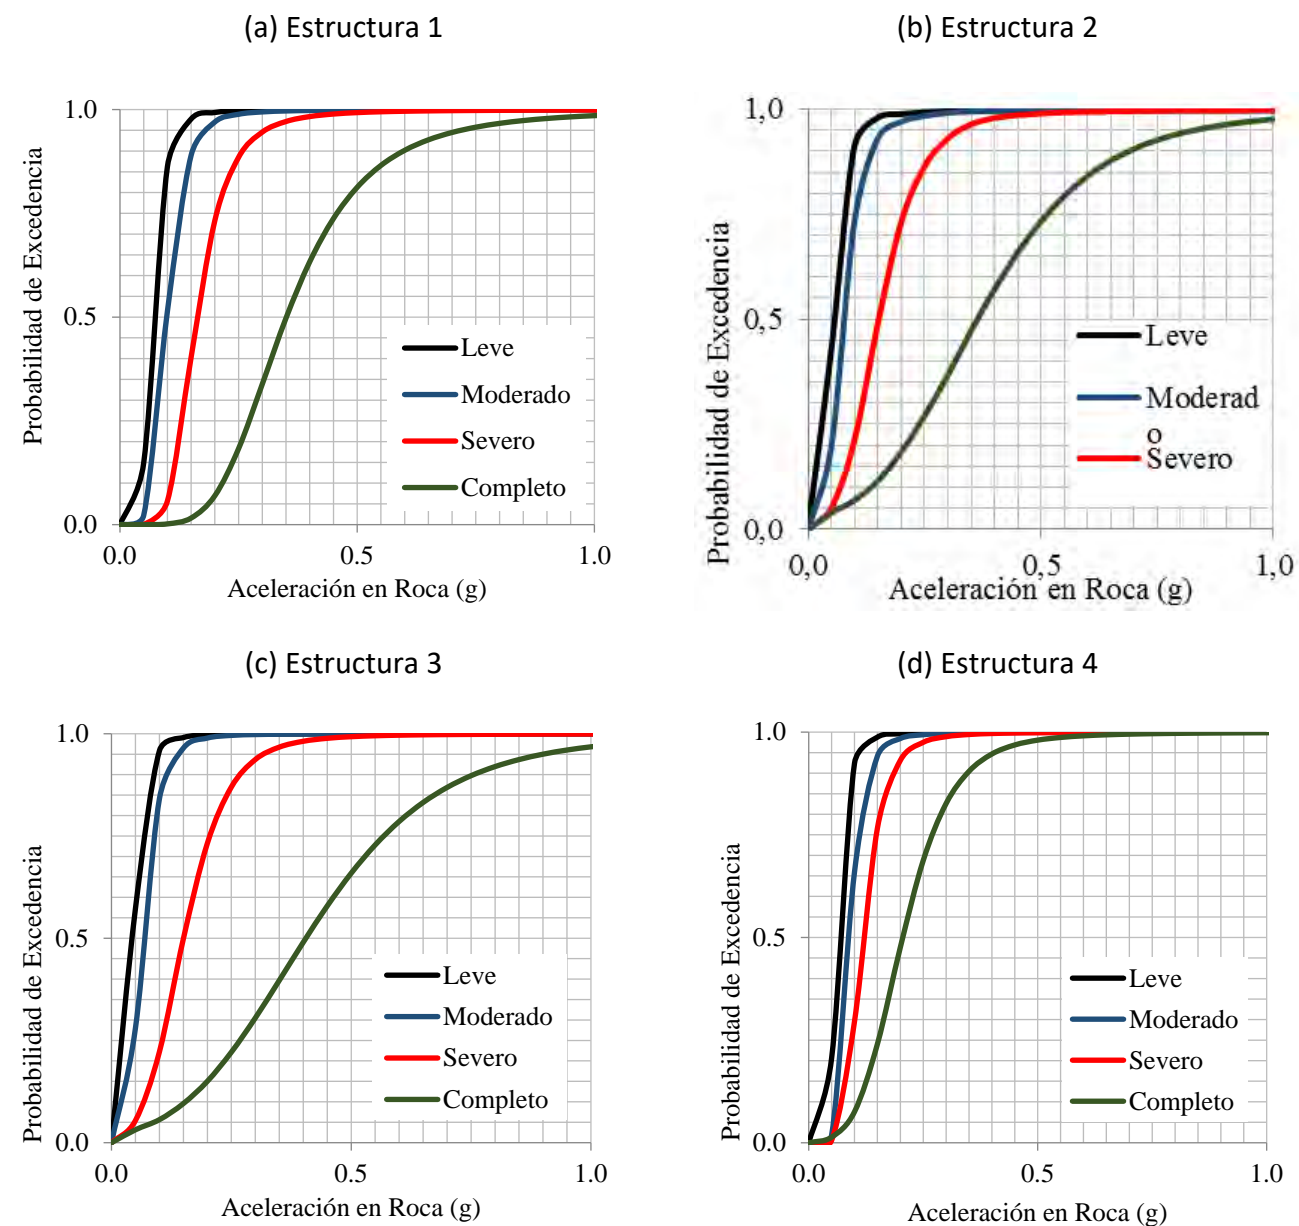 (a) Estructura 1
1.0
0.5
0.0
0.0
0.5
1.0
Probabilidad de Excedencia
Aceleración en Roca (g)
Leve
Moderado
Severo
Completo
(b) Estructura 2
1,0
0,5
0,0
0,0
0,5
1,0
Probabilidad de Excedencia
Aceleración en Roca (g)
Leve
Moderad
o
Severo
(c) Estructura 3
1.0
0.5
0.0
0.0
0.5
1.0
Probabilidad de Excedencia
Aceleración en Roca (g)
Leve
Moderado
Severo
Completo
(d) Estructura 4
1.0
0.5
0.0
0.0
0.5
1.0
Probabilidad de Excedencia
Aceleración en Roca (g)
Leve
Moderado
Severo
Completo